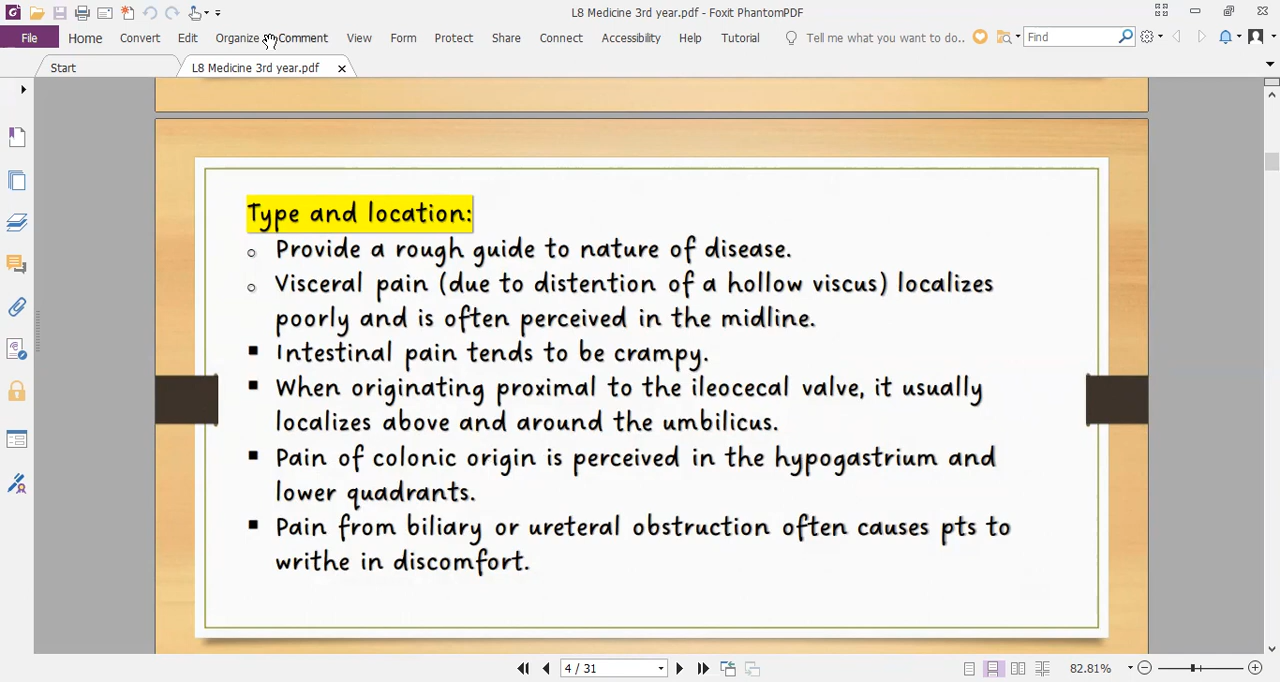 L8 Medicine 3rd year.pdf - Foxit PhantomPDF
File Home Convert Edit Organize Comment View Form Protect Share Connect Accessibility Help Tutorial Tell me what you want to do.. Find
Start L8 Medicine 3rd year.pdf
Type and location:
Provide a rough guide to nature of disease.
Visceral pain (due to distention of a hollow viscus) localizes
poorly and is often perceived in the midline.
Intestinal pain tends to be crampy.
When originating proximal to the ileocecal valve, it usually
localizes above and around the umbilicus.
Pain of colonic origin is perceived in the hypogastrium and
lower quadrants.
Pain from biliary or ureteral obstruction often causes pts to
writhe in discomfort.
4 / 31 82.81%